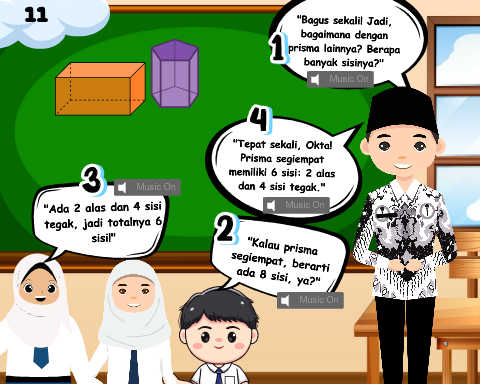 11
1
"Bagus sekali! Jadi,
bagaimana dengan
prisma lainnya? Berapa
banyak sisinya?"
Music On
4
"Tepat sekali, Okta!
Prisma segiempat
memiliki 6 sisi: 2 alas
dan 4 sisi tegak."
Music On
3
Music On
"Ada 2 alas dan 4 sisi
tegak, jadi totalnya 6
sisi!"
2
"Kalau prisma
segiempat, berarti
ada 8 sisi, ya?"
Music On